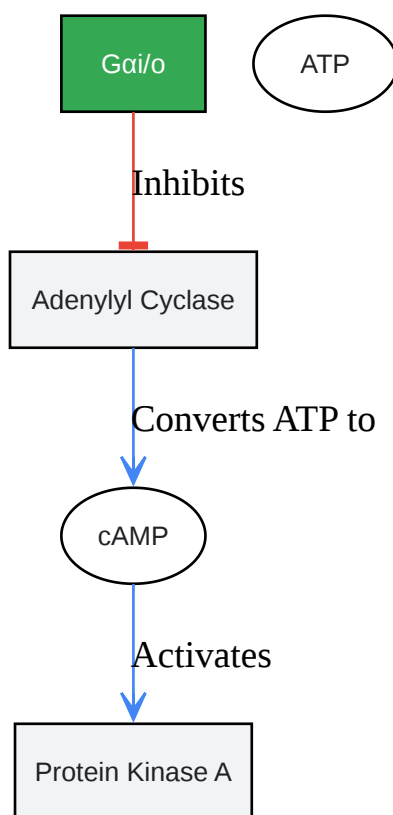 Gαi/o
ATP
Inhibits
Adenylyl Cyclase
Converts ATP to
cAMP
Activates
Protein Kinase A